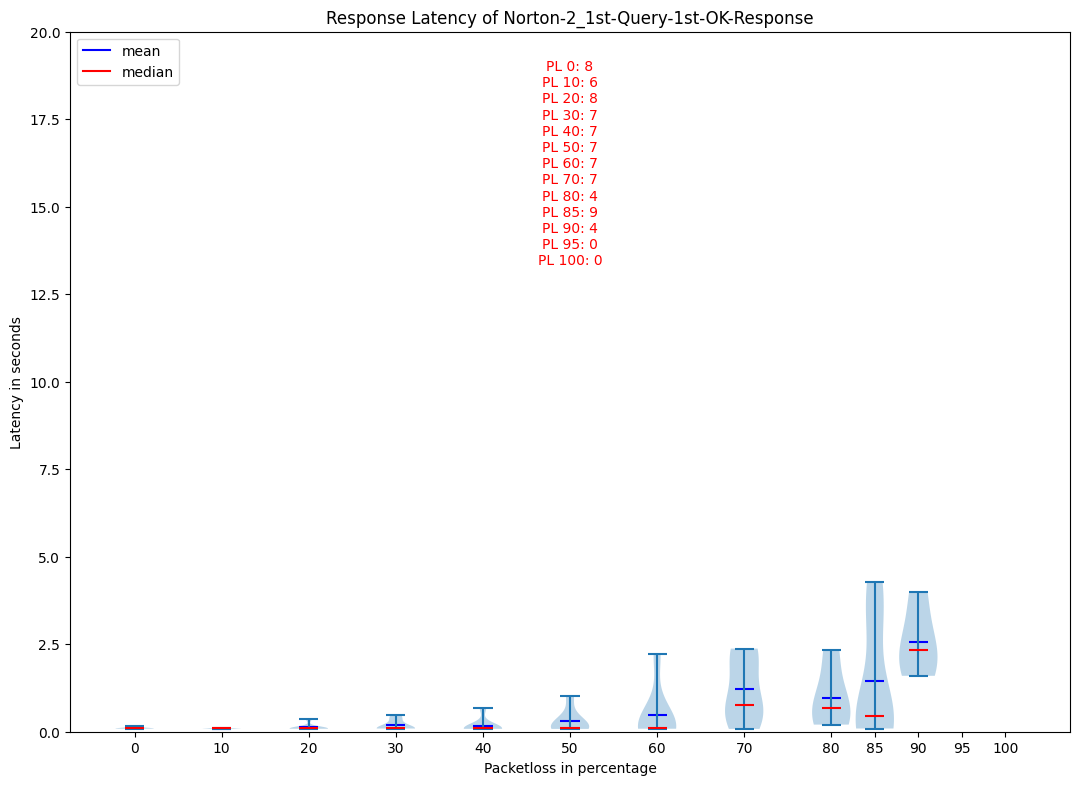 Response Latency of Norton-2_1st-Query-1st-OK-Response
mean
median
PL 0: 8
PL 10: 6
PL 20: 8
PL 30: 7
PL 40: 7
PL 50: 7
PL 60: 7
PL 70: 7
PL 80: 4
PL 85: 9
PL 90: 4
PL 95: 0
PL 100: 0
Latency in seconds
20.0
17.5
15.0
12.5
10.0
7.5
5.0
2.5
0.0
0 10 20 30 40 50 60 70 80 85 90 95 100
Packetloss in percentage